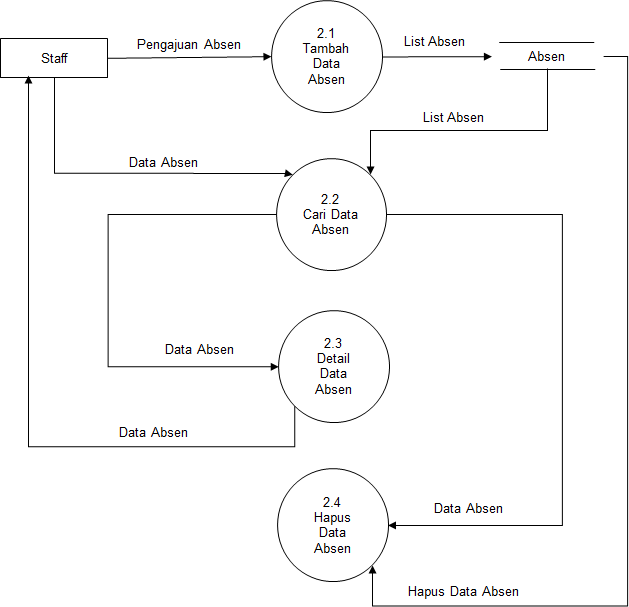 Staff
Pengajuan Absen
2.1
Tambah
Data
Absen
List Absen
Absen
List Absen
Data Absen
2.2
Cari Data
Absen
Data Absen
2.3
Detail
Data
Absen
Data Absen
2.4
Hapus
Data
Absen
Data Absen
Hapus Data Absen